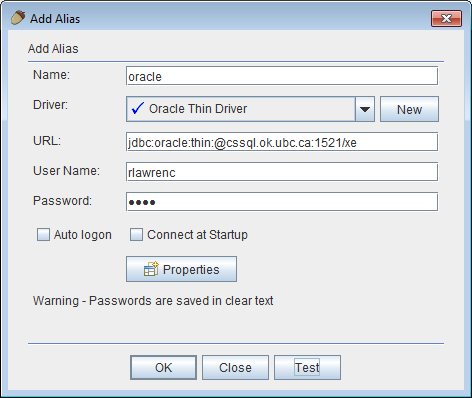 Add Alias
Add Alias
Name: oracle
Driver: Oracle Thin Driver New
URL: jdbc:oracle:thin:@cssql.ok.ubc.ca:1521/xe
User Name: rlawrenc
Password: ••••
Auto logon Connect at Startup
Properties
Warning - Passwords are saved in clear text
OK Close Test